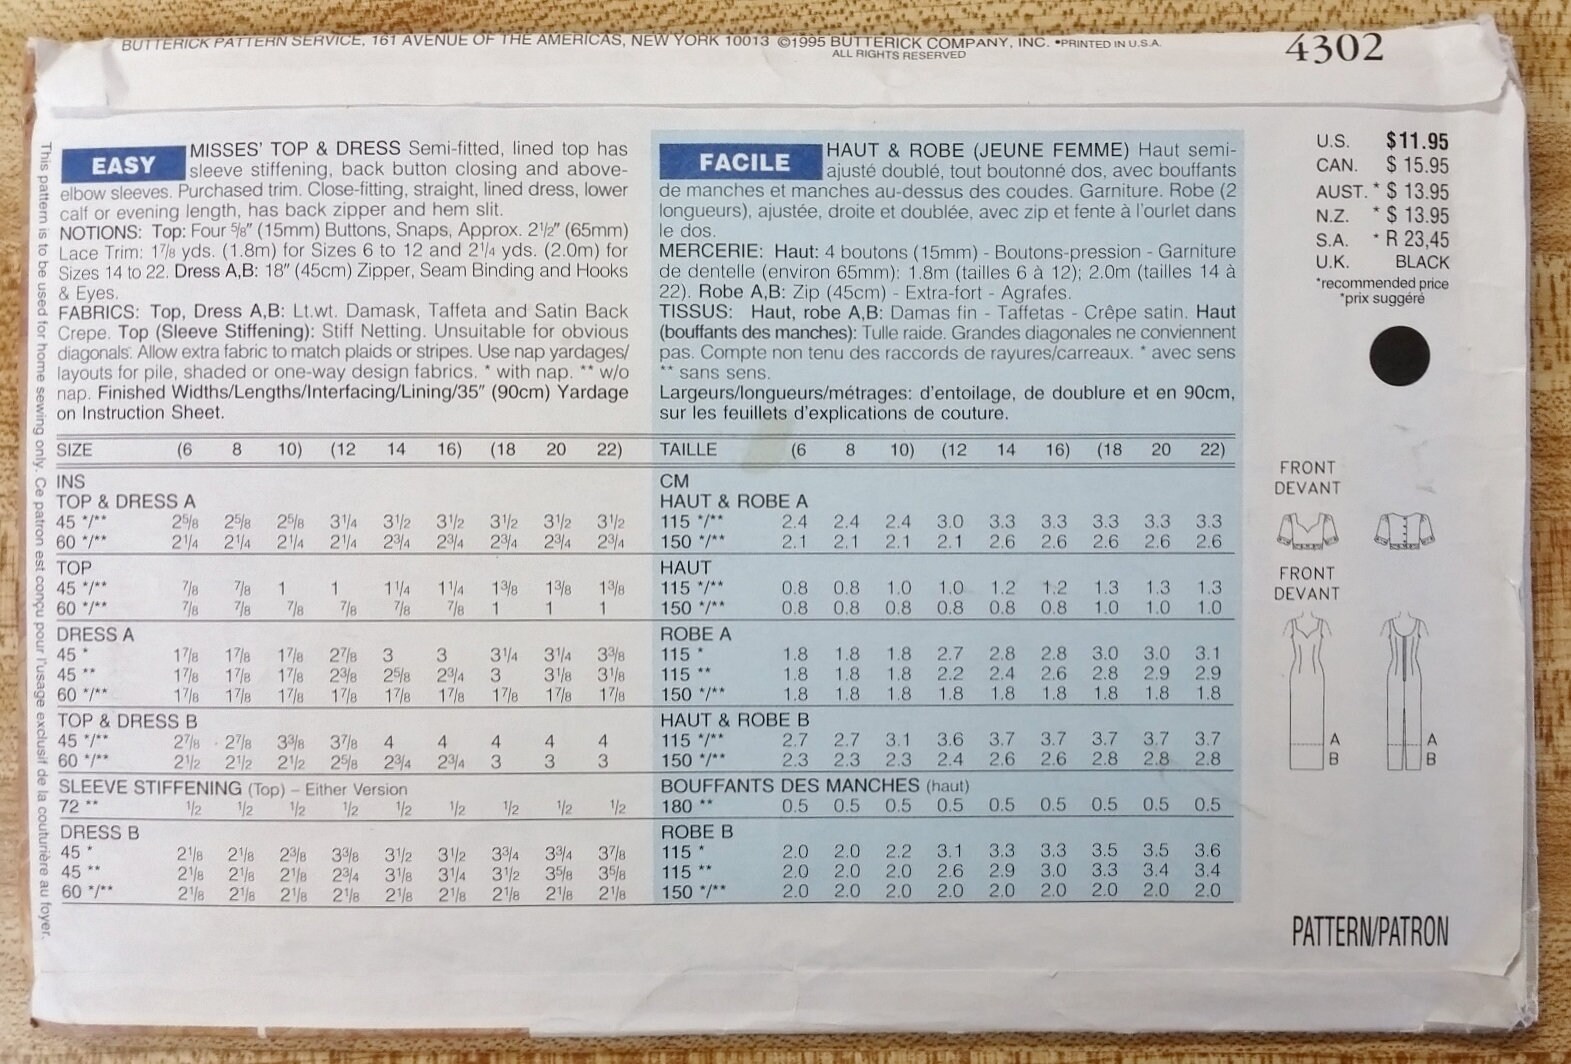 BUTTERICK PATTERN SERVICE, 161 AVENUE OF THE AMERICAS, NEW YORK 10013 ©1995 BUTTERICK COMPANY, INC. •PRINTED IN U.S.A.
ALL RIGHTS RESERVED
4302
This pattern is to be used for home sewing only. Ce patron est conçu pour l'usage exclusif de la couturière au foyer.
EASY
MISSES' TOP & DRESS Semi-fitted, lined top has
sleeve stiffening, back button closing and above-
elbow sleeves. Purchased trim. Close-fitting, straight, lined dress, lower
calf or evening length, has back zipper and hem slit.
NOTIONS: Top: Four 5/8" (15mm) Buttons, Snaps, Approx. 2 1/2" (65mm)
Lace Trim: 1 7/8 yds. (1.8m) for Sizes 6 to 12 and 2 1/4 yds. (2.0m) for
Sizes 14 to 22. Dress A,B: 18" (45cm) Zipper, Seam Binding and Hooks
& Eyes.
FABRICS: Top, Dress A,B: Lt.wt. Damask, Taffeta and Satin Back
Crepe. Top (Sleeve Stiffening): Stiff Netting. Unsuitable for obvious
diagonals. Allow extra fabric to match plaids or stripes. Use nap yardages/
layouts for pile, shaded or one-way design fabrics. * with nap. ** w/o
nap. Finished Widths/Lengths/Interfacing/Lining/35" (90cm) Yardage
on Instruction Sheet.
SIZE (6 8 10) (12 14 16) (18 20 22)
INS
TOP & DRESS A
45 */** 2 5/8 2 5/8 2 5/8 3 1/4 3 1/2 3 1/2 3 1/2 3 1/2 3 1/2
60 */** 2 1/4 2 1/4 2 1/4 2 1/4 2 3/4 2 3/4 2 3/4 2 3/4 2 3/4
TOP
45 */** 7/8 7/8 1 1 1 1/4 1 1/4 1 3/8 1 3/8 1 3/8
60 */** 7/8 7/8 7/8 7/8 7/8 7/8 1 1 1
DRESS A
45 * 1 7/8 1 7/8 1 7/8 2 7/8 3 3 3 1/4 3 1/4 3 3/8
45 ** 1 7/8 1 7/8 1 7/8 2 3/8 2 5/8 2 3/4 3 3 1/8 3 1/8
60 */** 1 7/8 1 7/8 1 7/8 1 7/8 1 7/8 1 7/8 1 7/8 1 7/8 1 7/8
TOP & DRESS B
45 */** 2 7/8 2 7/8 3 3/8 3 7/8 4 4 4 4 4
60 */** 2 1/2 2 1/2 2 1/2 2 5/8 2 3/4 2 3/4 3 3 3
SLEEVE STIFFENING (Top) – Either Version
72 ** 1/2 1/2 1/2 1/2 1/2 1/2 1/2 1/2 1/2
DRESS B
45 * 2 1/8 2 1/8 2 3/8 3 3/8 3 1/2 3 1/2 3 3/4 3 3/4 3 7/8
45 ** 2 1/8 2 1/8 2 1/8 2 3/4 3 1/8 3 1/4 3 1/2 3 5/8 3 5/8
60 */** 2 1/8 2 1/8 2 1/8 2 1/8 2 1/8 2 1/8 2 1/8 2 1/8 2 1/8
FACILE
HAUT & ROBE (JEUNE FEMME) Haut semi-
ajusté doublé, tout boutonné dos, avec bouffants
de manches et manches au-dessus des coudes. Garniture. Robe (2
longueurs), ajustée, droite et doublée, avec zip et fente à l'ourlet dans
le dos.
MERCERIE: Haut: 4 boutons (15mm) - Boutons-pression - Garniture
de dentelle (environ 65mm): 1.8m (tailles 6 à 12); 2.0m (tailles 14 à
22). Robe A,B: Zip (45cm) - Extra-fort - Agrafes.
TISSUS: Haut, robe A,B: Damas fin - Taffetas - Crêpe satin. Haut
(bouffants des manches): Tulle raide. Grandes diagonales ne conviennent
pas. Compte non tenu des raccords de rayures/carreaux. * avec sens
** sans sens.
Largeurs/longueurs/métrages: d'entoilage, de doublure et en 90cm,
sur les feuillets d'explications de couture.
TAILLE (6 8 10) (12 14 16) (18 20 22)
CM
HAUT & ROBE A
115 */** 2.4 2.4 2.4 3.0 3.3 3.3 3.3 3.3 3.3
150 */** 2.1 2.1 2.1 2.1 2.6 2.6 2.6 2.6 2.6
HAUT
115 */** 0.8 0.8 1.0 1.0 1.2 1.2 1.3 1.3 1.3
150 */** 0.8 0.8 0.8 0.8 0.8 0.8 1.0 1.0 1.0
ROBE A
115 * 1.8 1.8 1.8 2.7 2.8 2.8 3.0 3.0 3.1
115 ** 1.8 1.8 1.8 2.2 2.4 2.6 2.8 2.9 2.9
150 */** 1.8 1.8 1.8 1.8 1.8 1.8 1.8 1.8 1.8
HAUT & ROBE B
115 */** 2.7 2.7 3.1 3.6 3.7 3.7 3.7 3.7 3.7
150 */** 2.3 2.3 2.3 2.4 2.6 2.6 2.8 2.8 2.8
BOUFFANTS DES MANCHES (haut)
180 ** 0.5 0.5 0.5 0.5 0.5 0.5 0.5 0.5 0.5
ROBE B
115 * 2.0 2.0 2.2 3.1 3.3 3.3 3.5 3.5 3.6
115 ** 2.0 2.0 2.0 2.6 2.9 3.0 3.3 3.4 3.4
150 */** 2.0 2.0 2.0 2.0 2.0 2.0 2.0 2.0 2.0
U.S. $11.95
CAN. $ 15.95
AUST. * $ 13.95
N.Z. * $ 13.95
S.A. * R 23,45
U.K. BLACK
*recommended price
*prix suggéré
FRONT
DEVANT
FRONT
DEVANT
A A
B B
PATTERN/PATRON